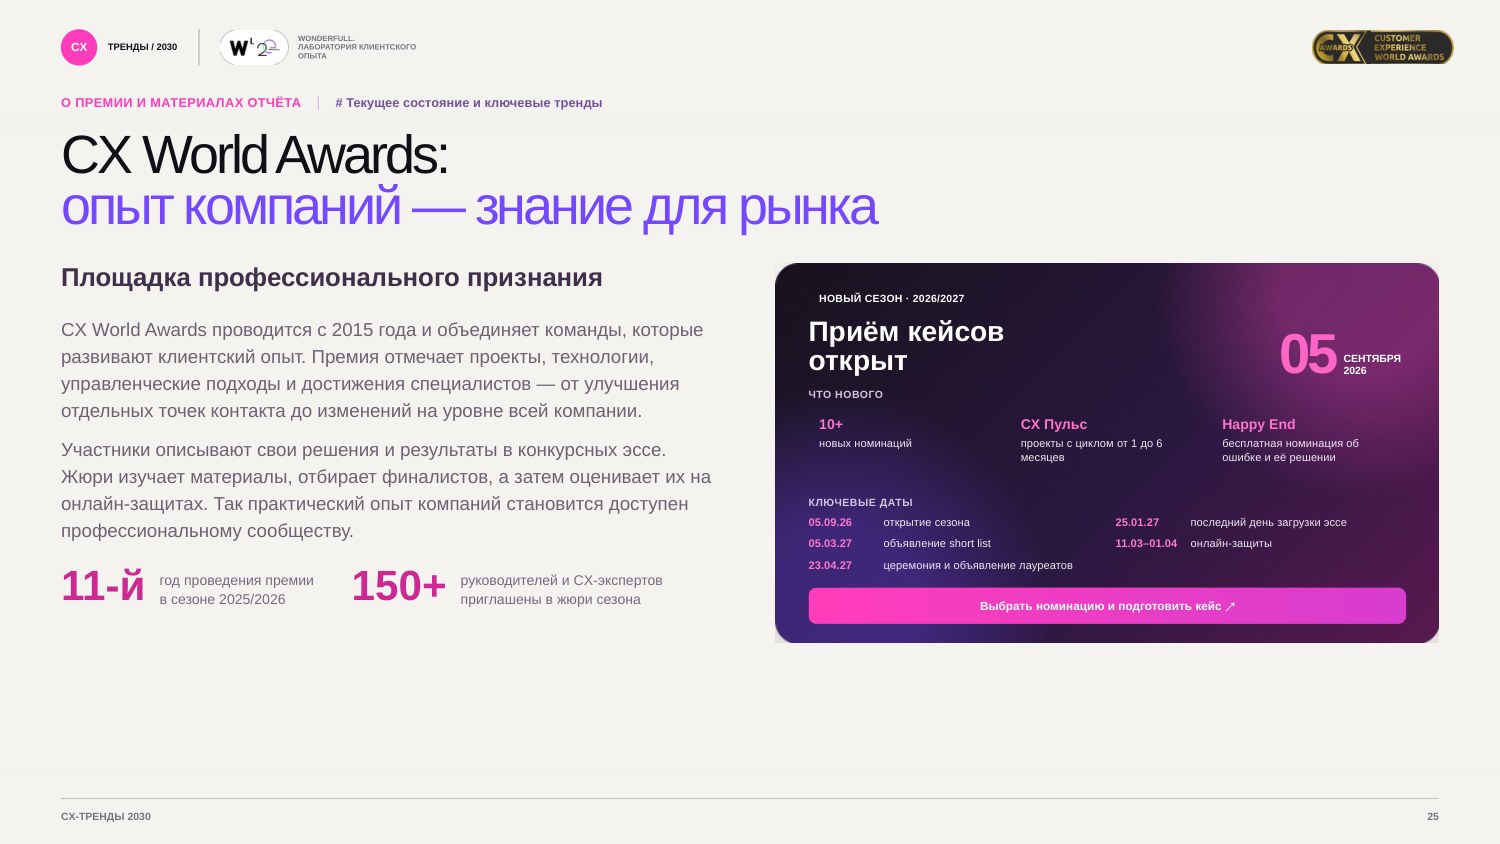 CX
ТРЕНДЫ / 2030
W L 20
WONDERFULL.
ЛАБОРАТОРИЯ КЛИЕНТСКОГО
ОПЫТА
CX AWARDS
CUSTOMER
EXPERIENCE
WORLD AWARDS
О ПРЕМИИ И МАТЕРИАЛАХ ОТЧЁТА
# Текущее состояние и ключевые тренды
CX World Awards:
опыт компаний — знание для рынка
Площадка профессионального признания
CX World Awards проводится с 2015 года и объединяет команды, которые
развивают клиентский опыт. Премия отмечает проекты, технологии,
управленческие подходы и достижения специалистов — от улучшения
отдельных точек контакта до изменений на уровне всей компании.
Участники описывают свои решения и результаты в конкурсных эссе.
Жюри изучает материалы, отбирает финалистов, а затем оценивает их на
онлайн-защитах. Так практический опыт компаний становится доступен
профессиональному сообществу.
11-й
год проведения премии
в сезоне 2025/2026
150+
руководителей и CX-экспертов
приглашены в жюри сезона
НОВЫЙ СЕЗОН · 2026/2027
Приём кейсов
открыт
05
СЕНТЯБРЯ
2026
ЧТО НОВОГО
10+
новых номинаций
CX Пульс
проекты с циклом от 1 до 6
месяцев
Happy End
бесплатная номинация об
ошибке и её решении
КЛЮЧЕВЫЕ ДАТЫ
05.09.26 открытие сезона
25.01.27 последний день загрузки эссе
05.03.27 объявление short list
11.03–01.04 онлайн-защиты
23.04.27 церемония и объявление лауреатов
Выбрать номинацию и подготовить кейс ↗
CX-ТРЕНДЫ 2030
25